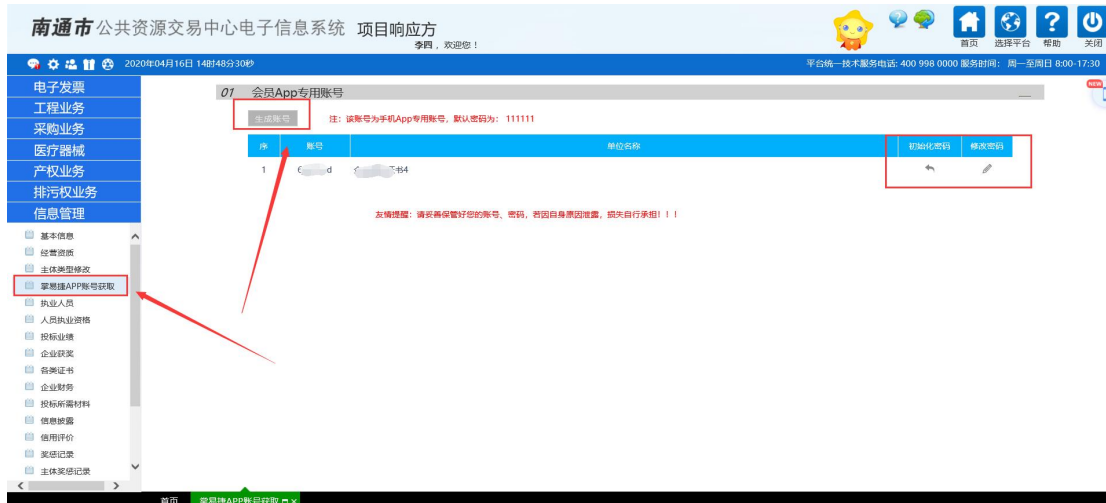 南通市公共资源交易中心电子信息系统 项目响应方
李四，欢迎您！
首页 选择平台 帮助 关闭
2020年04月16日 14时48分30秒
平台统一技术服务电话: 400 998 0000 服务时间： 周一至周日 8:00-17:30
NEW
电子发票
工程业务
采购业务
医疗器械
产权业务
排污权业务
信息管理
基本信息
经营资质
主体类型修改
掌易捷APP账号获取
执业人员
人员执业资格
投标业绩
企业获奖
各类证书
企业财务
投标所需材料
信息披露
信用评价
奖惩记录
主体奖惩记录
01 会员App专用账号
生成账号 注：该账号为手机App专用账号，默认密码为： 111111
序 账号 单位名称 初始化密码 修改密码
1 d 书4
友情提醒：请妥善保管好您的账号、密码，若因自身原因泄露，损失自行承担！！！
首页 掌易捷APP账号获取